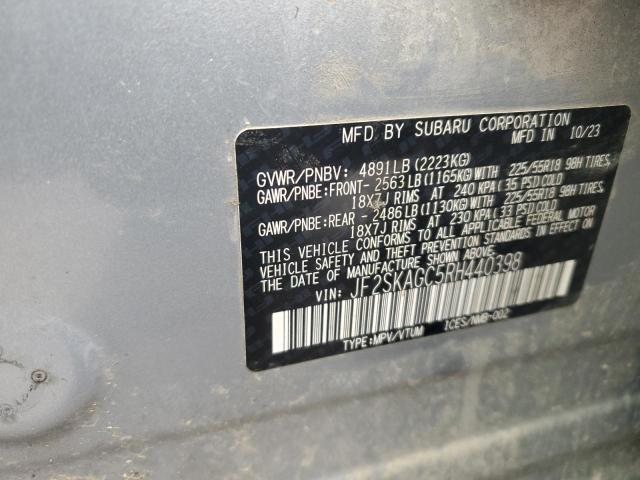 MFD BY SUBARU CORPORATION
MFD IN 10/23
GVWR/PNBV: 4891LB(2223KG)
GAWR/PNBE:FRONT- 2563LB(1165KG)WITH 225/55R18 98H TIRES,
18X7J RIMS AT 240 KPA(35 PSI)COLD
GAWR/PNBE:REAR - 2486LB(1130KG)WITH 225/55R18 98H TIRES,
18X7J RIMS AT 230 KPA(33 PSI)COLD
THIS VEHICLE CONFORMS TO ALL APPLICABLE FEDERAL MOTOR
VEHICLE SAFETY AND THEFT PREVENTION STANDARDS IN EFFECT ON
THE DATE OF MANUFACTURE SHOWN ABOVE.
VIN: JF2SKAGC5RH440398
TYPE:MPV/VTUM ICES/NMB-002